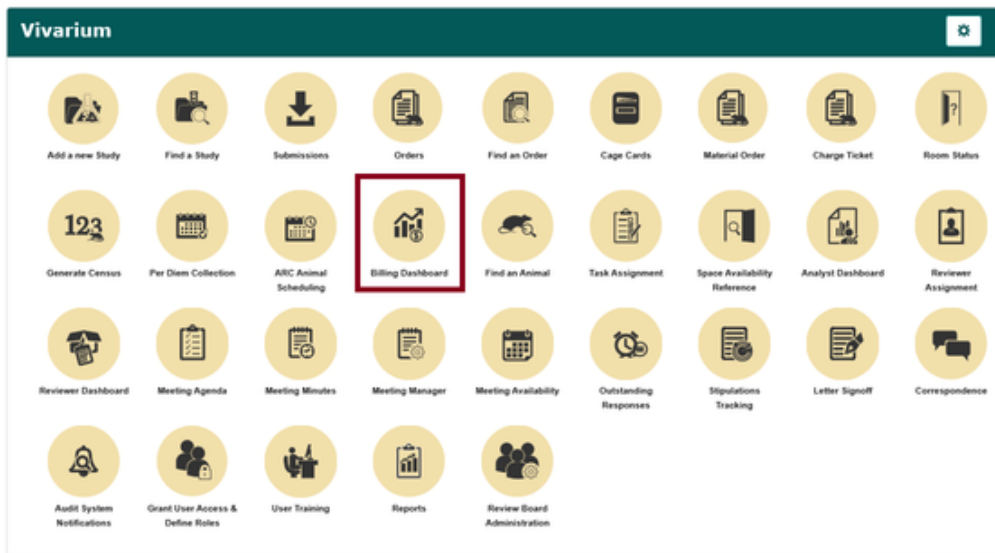 Vivarium
Add a new Study
Find a Study
Submissions
Orders
Find an Order
Cage Cards
Material Order
Charge Ticket
?
Room Status
123
Generate Census
Per Diem Collection
ARC Animal
Scheduling
$
Billing Dashboard
Find an Animal
Task Assignment
Space Availability
Reference
Analyst Dashboard
Reviewer
Assignment
Reviewer Dashboard
Meeting Agenda
Meeting Minutes
Meeting Manager
Meeting Availability
Outstanding
Responses
Stipulations
Tracking
Letter Signoff
Correspondence
Audit System
Notifications
Grant User Access &
Define Roles
User Training
Reports
Review Board
Administration